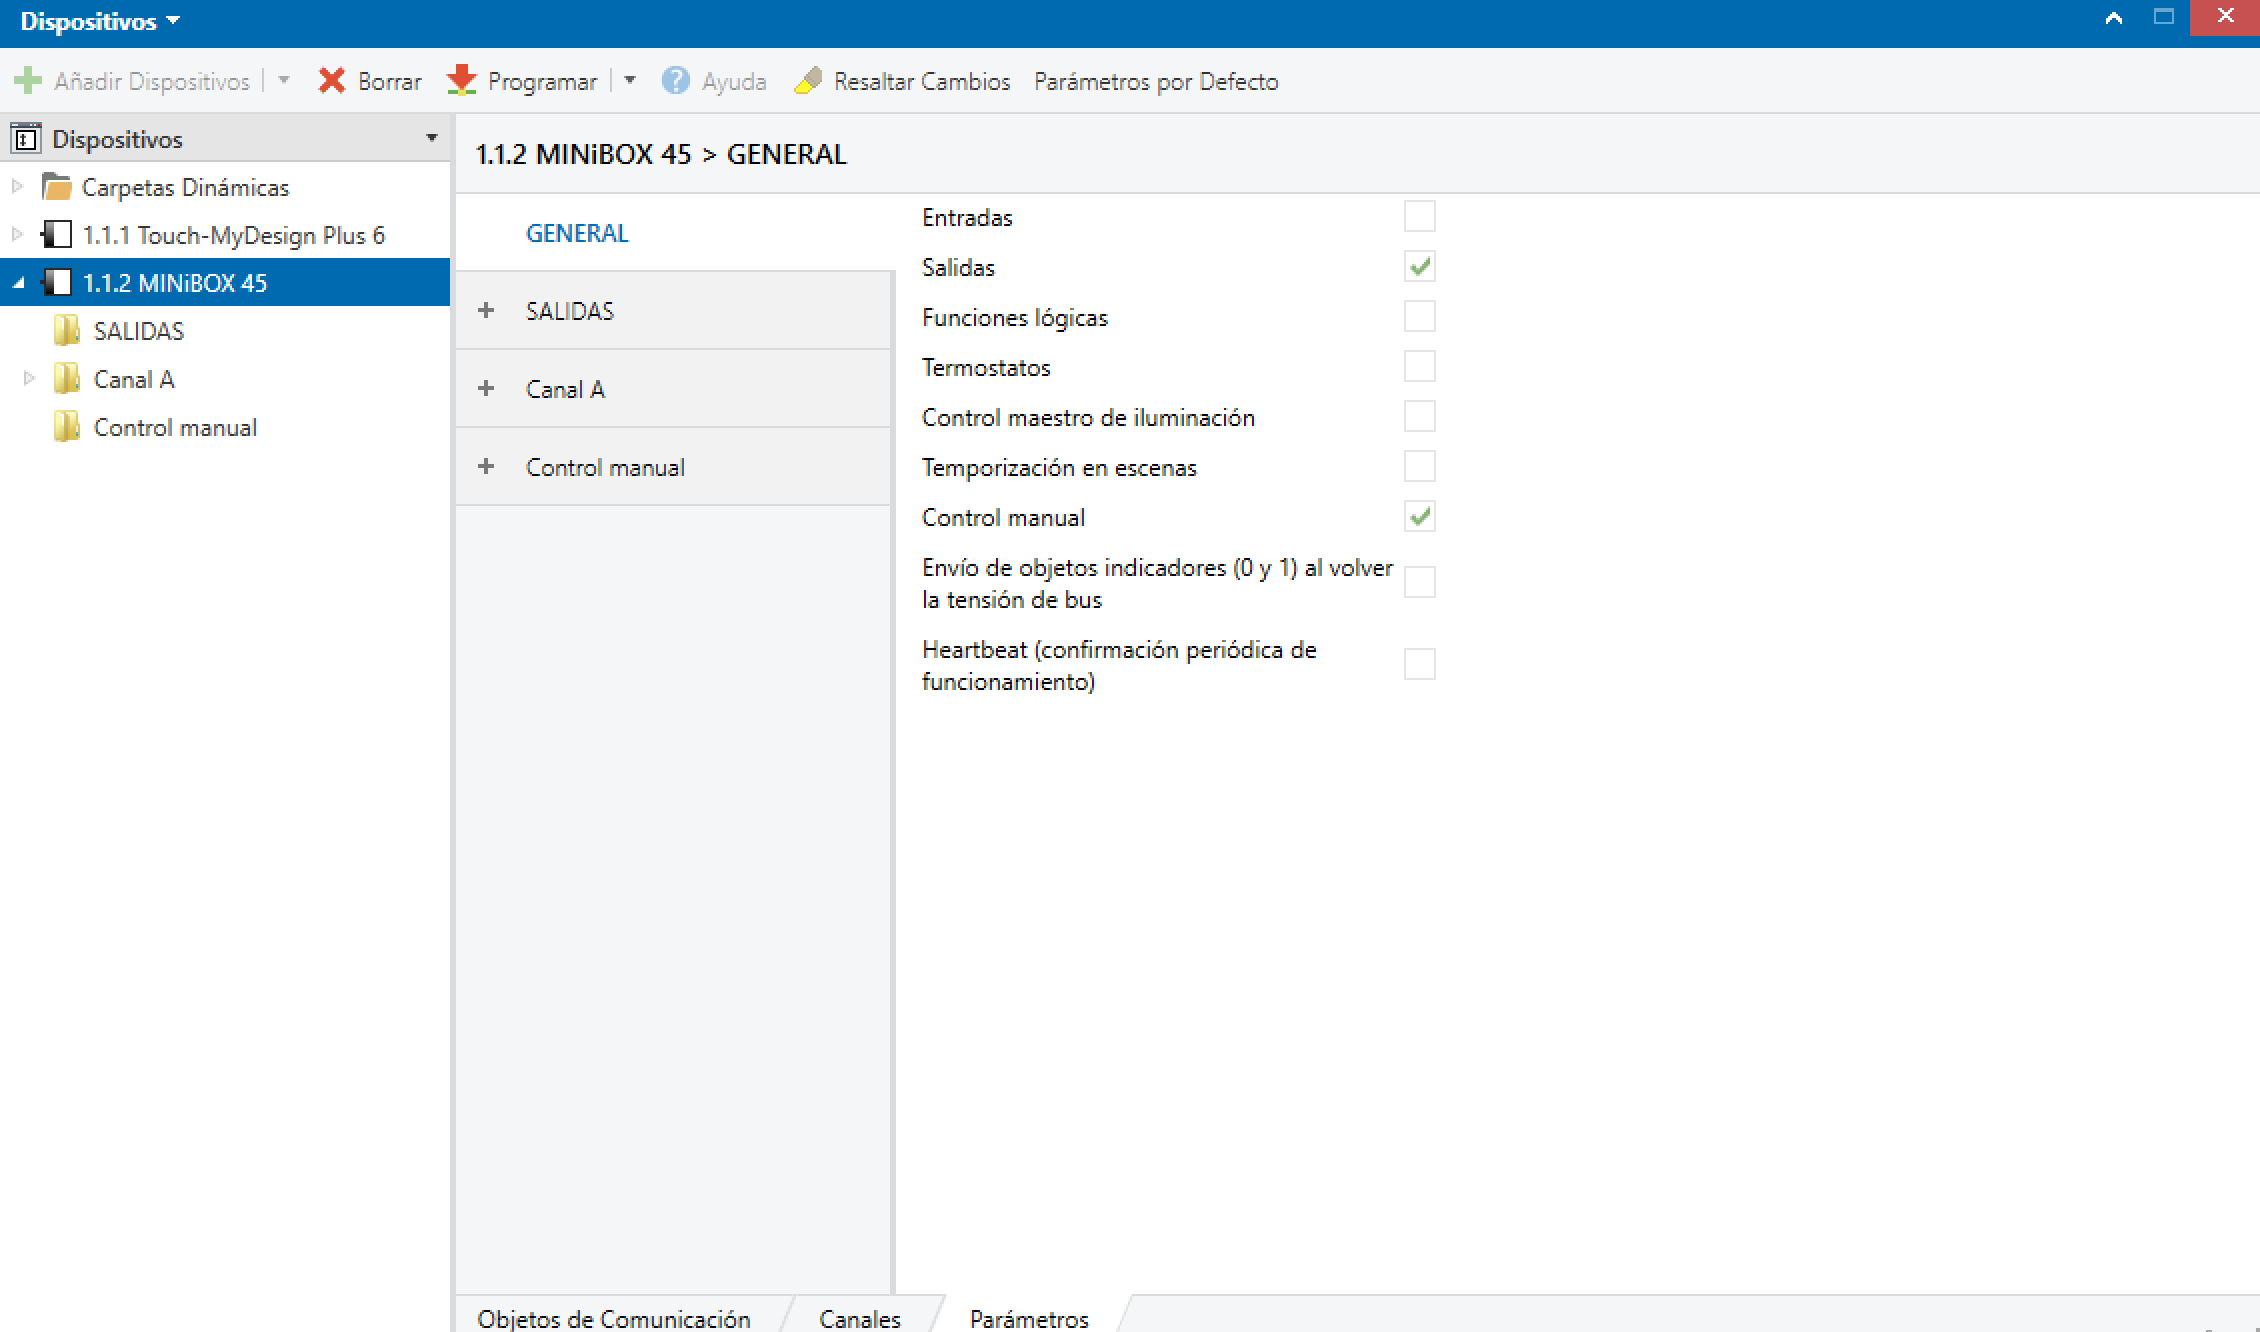 Dispositivos
Añadir Dispositivos
Borrar
Programar
Ayuda
Resaltar Cambios
Parámetros por Defecto
Dispositivos
Carpetas Dinámicas
1.1.1 Touch-MyDesign Plus 6
1.1.2 MINiBOX 45
SALIDAS
Canal A
Control manual
1.1.2 MINiBOX 45 > GENERAL
GENERAL
SALIDAS
Canal A
Control manual
Entradas
Salidas
Funciones lógicas
Termostatos
Control maestro de iluminación
Temporización en escenas
Control manual
Envío de objetos indicadores (0 y 1) al volver
la tensión de bus
Heartbeat (confirmación periódica de
funcionamiento)
Objetos de Comunicación
Canales
Parámetros